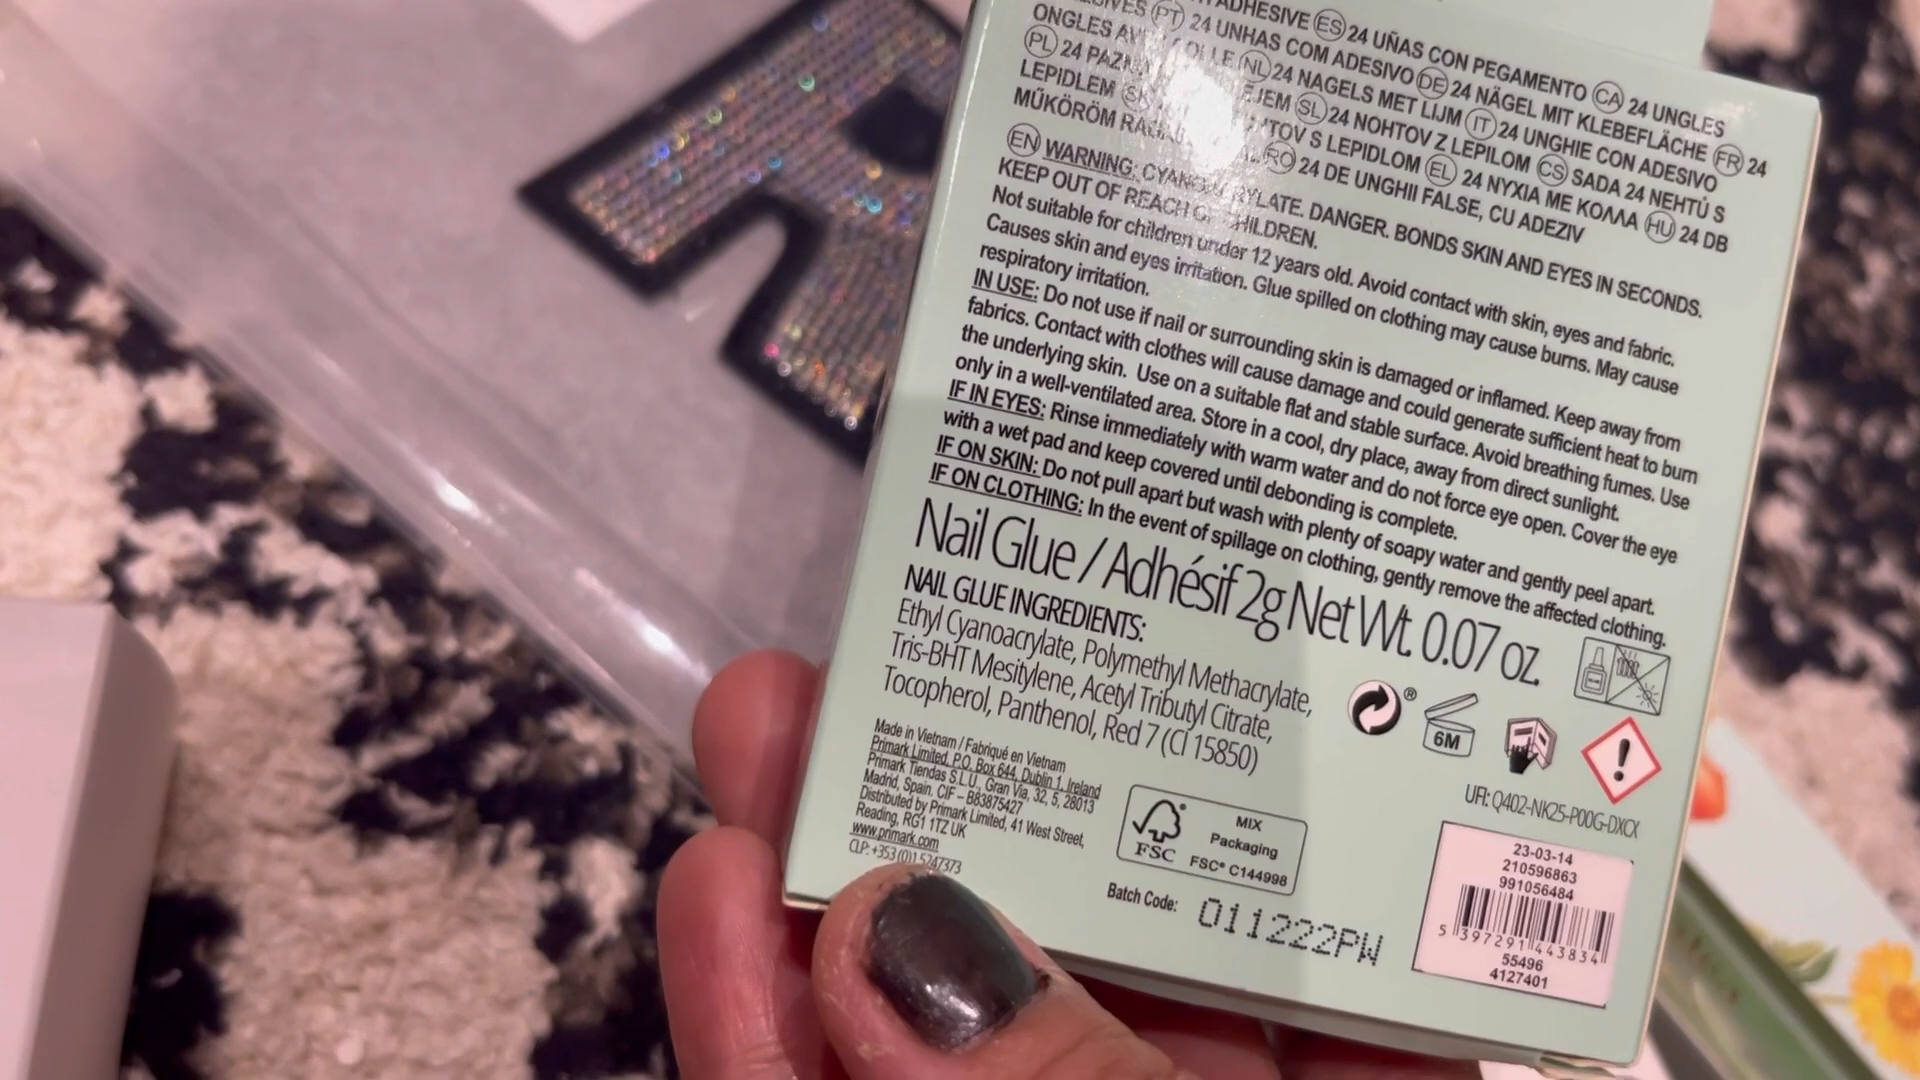 ADHESIVE ES 24 UÑAS CON PEGAMENTO CA 24 UNGLES
PT 24 UNHAS COM ADESIVO DE 24 NÄGEL MIT KLEBEFLÄCHE FR 24
ONGLES NL 24 NAGELS MET LIJM IT 24 UNGHIE CON ADESIVO
PL 24 SL 24 NOHTOV Z LEPILOM CS SADA 24 NEHTŮ S
LEPIDLEM SK S LEPIDLOM EL 24 ΝΥΧΙΑ ΜΕ ΚΟΛΛΑ HU 24 DB
MŰKÖRÖM RO 24 DE UNGHII FALSE, CU ADEZIV
EN WARNING: DANGER. BONDS SKIN AND EYES IN SECONDS.
KEEP OUT OF REACH OF CHILDREN.
Not suitable for children under 12 years old. Avoid contact with skin, eyes and fabric.
Causes skin and eyes irritation. Glue spilled on clothing may cause burns. May cause
respiratory irritation.
IN USE: Do not use if nail or surrounding skin is damaged or inflamed. Keep away from
fabrics. Contact with clothes will cause damage and could generate sufficient heat to burn
the underlying skin. Use on a suitable flat and stable surface. Avoid breathing fumes. Use
only in a well-ventilated area. Store in a cool, dry place, away from direct sunlight.
IF IN EYES: Rinse immediately with warm water and do not force eye open. Cover the eye
with a wet pad and keep covered until debonding is complete.
IF ON SKIN: Do not pull apart but wash with plenty of soapy water and gently peel apart.
IF ON CLOTHING: In the event of spillage on clothing, gently remove the affected clothing.
Nail Glue / Adhésif 2g Net Wt. 0.07 oz.
NAIL GLUE INGREDIENTS:
Ethyl Cyanoacrylate, Polymethyl Methacrylate,
Tris-BHT Mesitylene, Acetyl Tributyl Citrate,
Tocopherol, Panthenol, Red 7 (CI 15850)
6M
UFI: Q402-NK25-P00G-DXCX
Made in Vietnam / Fabriqué en Vietnam
Primark Limited, P.O. Box 644, Dublin 1, Ireland
Primark Tiendas S.L.U., Gran Via, 32, 5, 28013
Madrid, Spain. CIF – B83875427
Distributed by Primark Limited, 41 West Street,
Reading, RG1 1TZ UK
www.primark.com
CLP: +353 (0)1 5247373
FSC
MIX
Packaging
FSC® C144998
Batch Code: 011222PW
23-03-14
210596863
991056484
5 397291 443834
55496
4127401
R